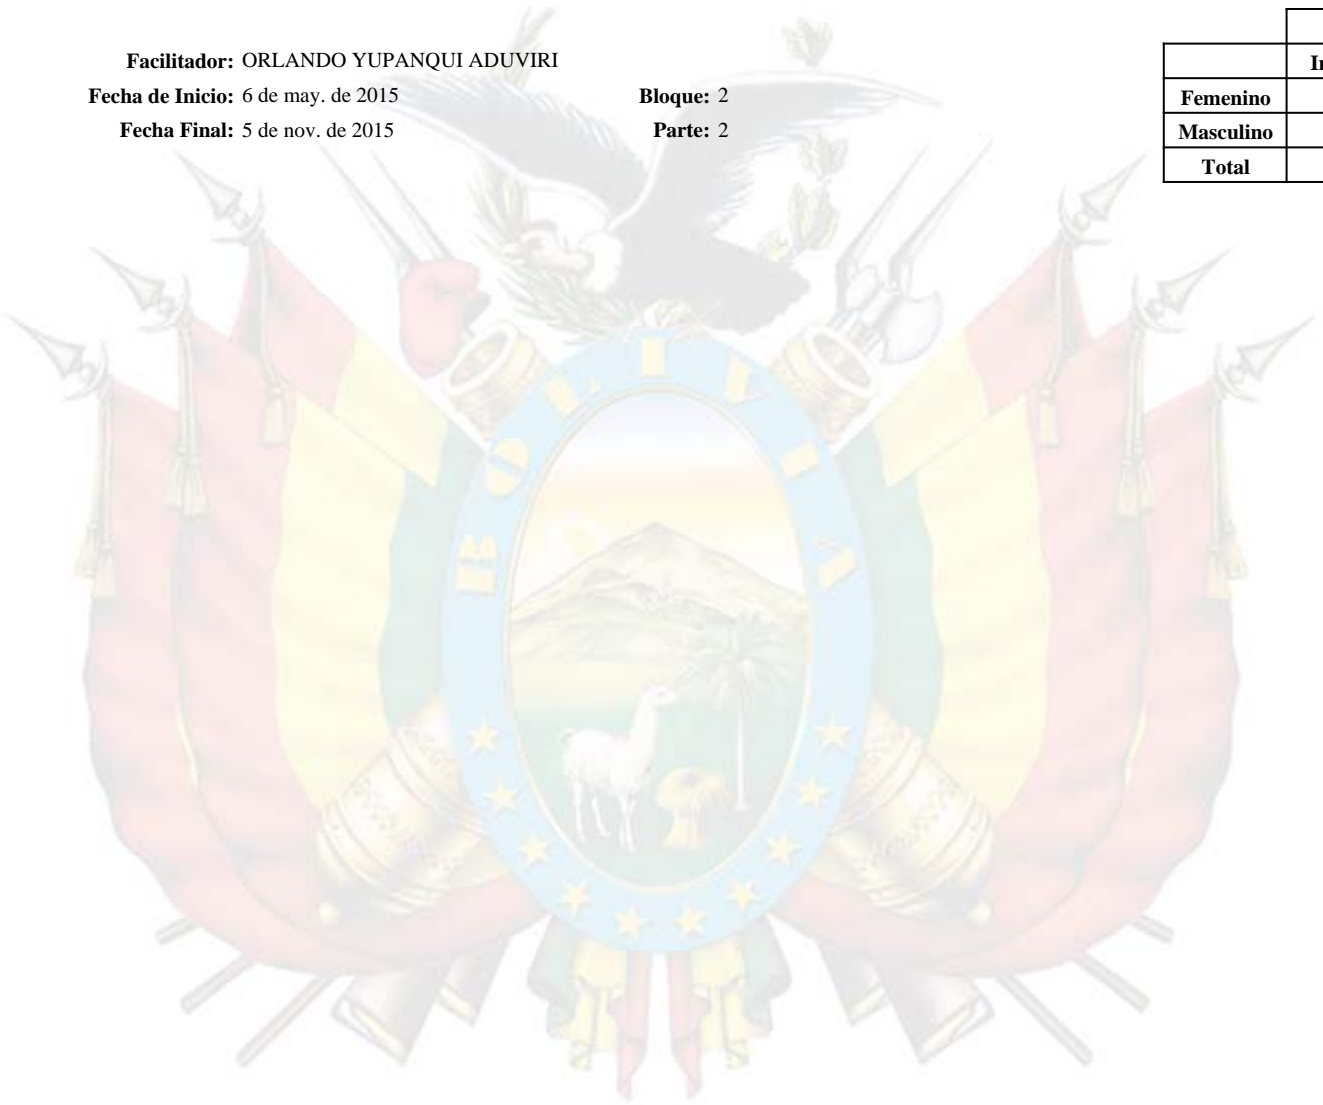 Facilitador: ORLANDO YUPANQUI ADUVIRI
Fecha de Inicio: 6 de may. de 2015 Bloque: 2
Fecha Final: 5 de nov. de 2015 Parte: 2
Femenino
Masculino
Total
BOLIVIA